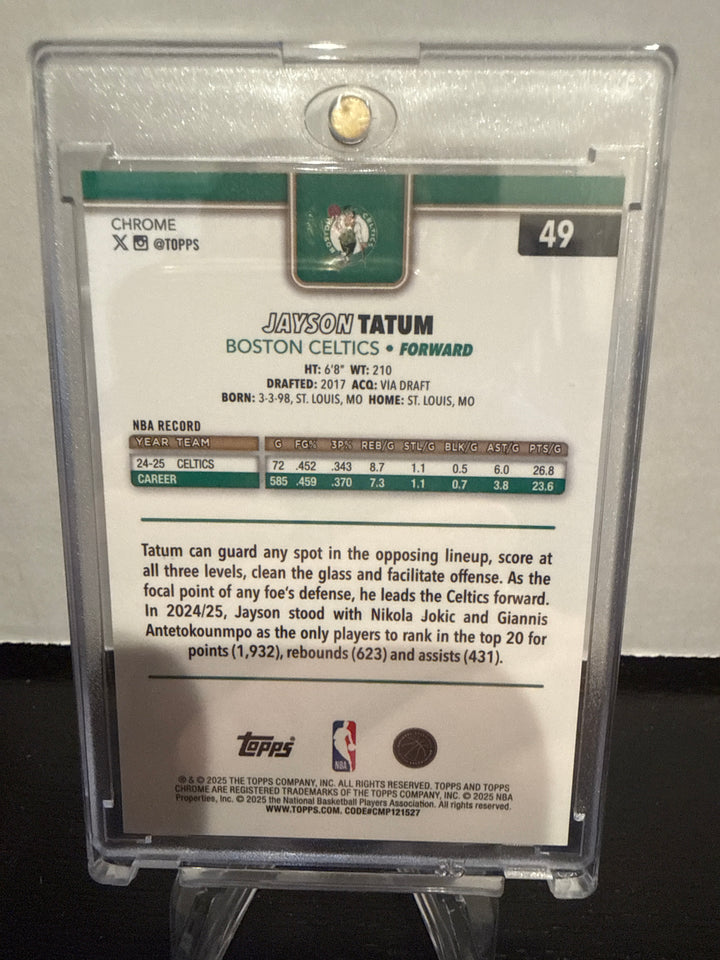 BOSTON CELTICS
CHROME
49
X @TOPPS
JAYSON TATUM
BOSTON CELTICS • FORWARD
HT: 6'8" WT: 210
DRAFTED: 2017 ACQ: VIA DRAFT
BORN: 3-3-98, ST. LOUIS, MO HOME: ST. LOUIS, MO
NBA RECORD
YEAR TEAM G FG% 3P% REB/G STL/G BLK/G AST/G PTS/G
24-25 CELTICS 72 .452 .343 8.7 1.1 0.5 6.0 26.8
CAREER 585 .459 .370 7.3 1.1 0.7 3.8 23.6
Tatum can guard any spot in the opposing lineup, score at
all three levels, clean the glass and facilitate offense. As the
focal point of any foe's defense, he leads the Celtics forward.
In 2024/25, Jayson stood with Nikola Jokic and Giannis
Antetokounmpo as the only players to rank in the top 20 for
points (1,932), rebounds (623) and assists (431).
Topps
NBA
® & © 2025 THE TOPPS COMPANY, INC. ALL RIGHTS RESERVED. TOPPS AND TOPPS
CHROME ARE REGISTERED TRADEMARKS OF THE TOPPS COMPANY, INC. © 2025 NBA
Properties, Inc. © 2025 the National Basketball Players Association. All rights reserved.
WWW.TOPPS.COM. CODE#CMP121527